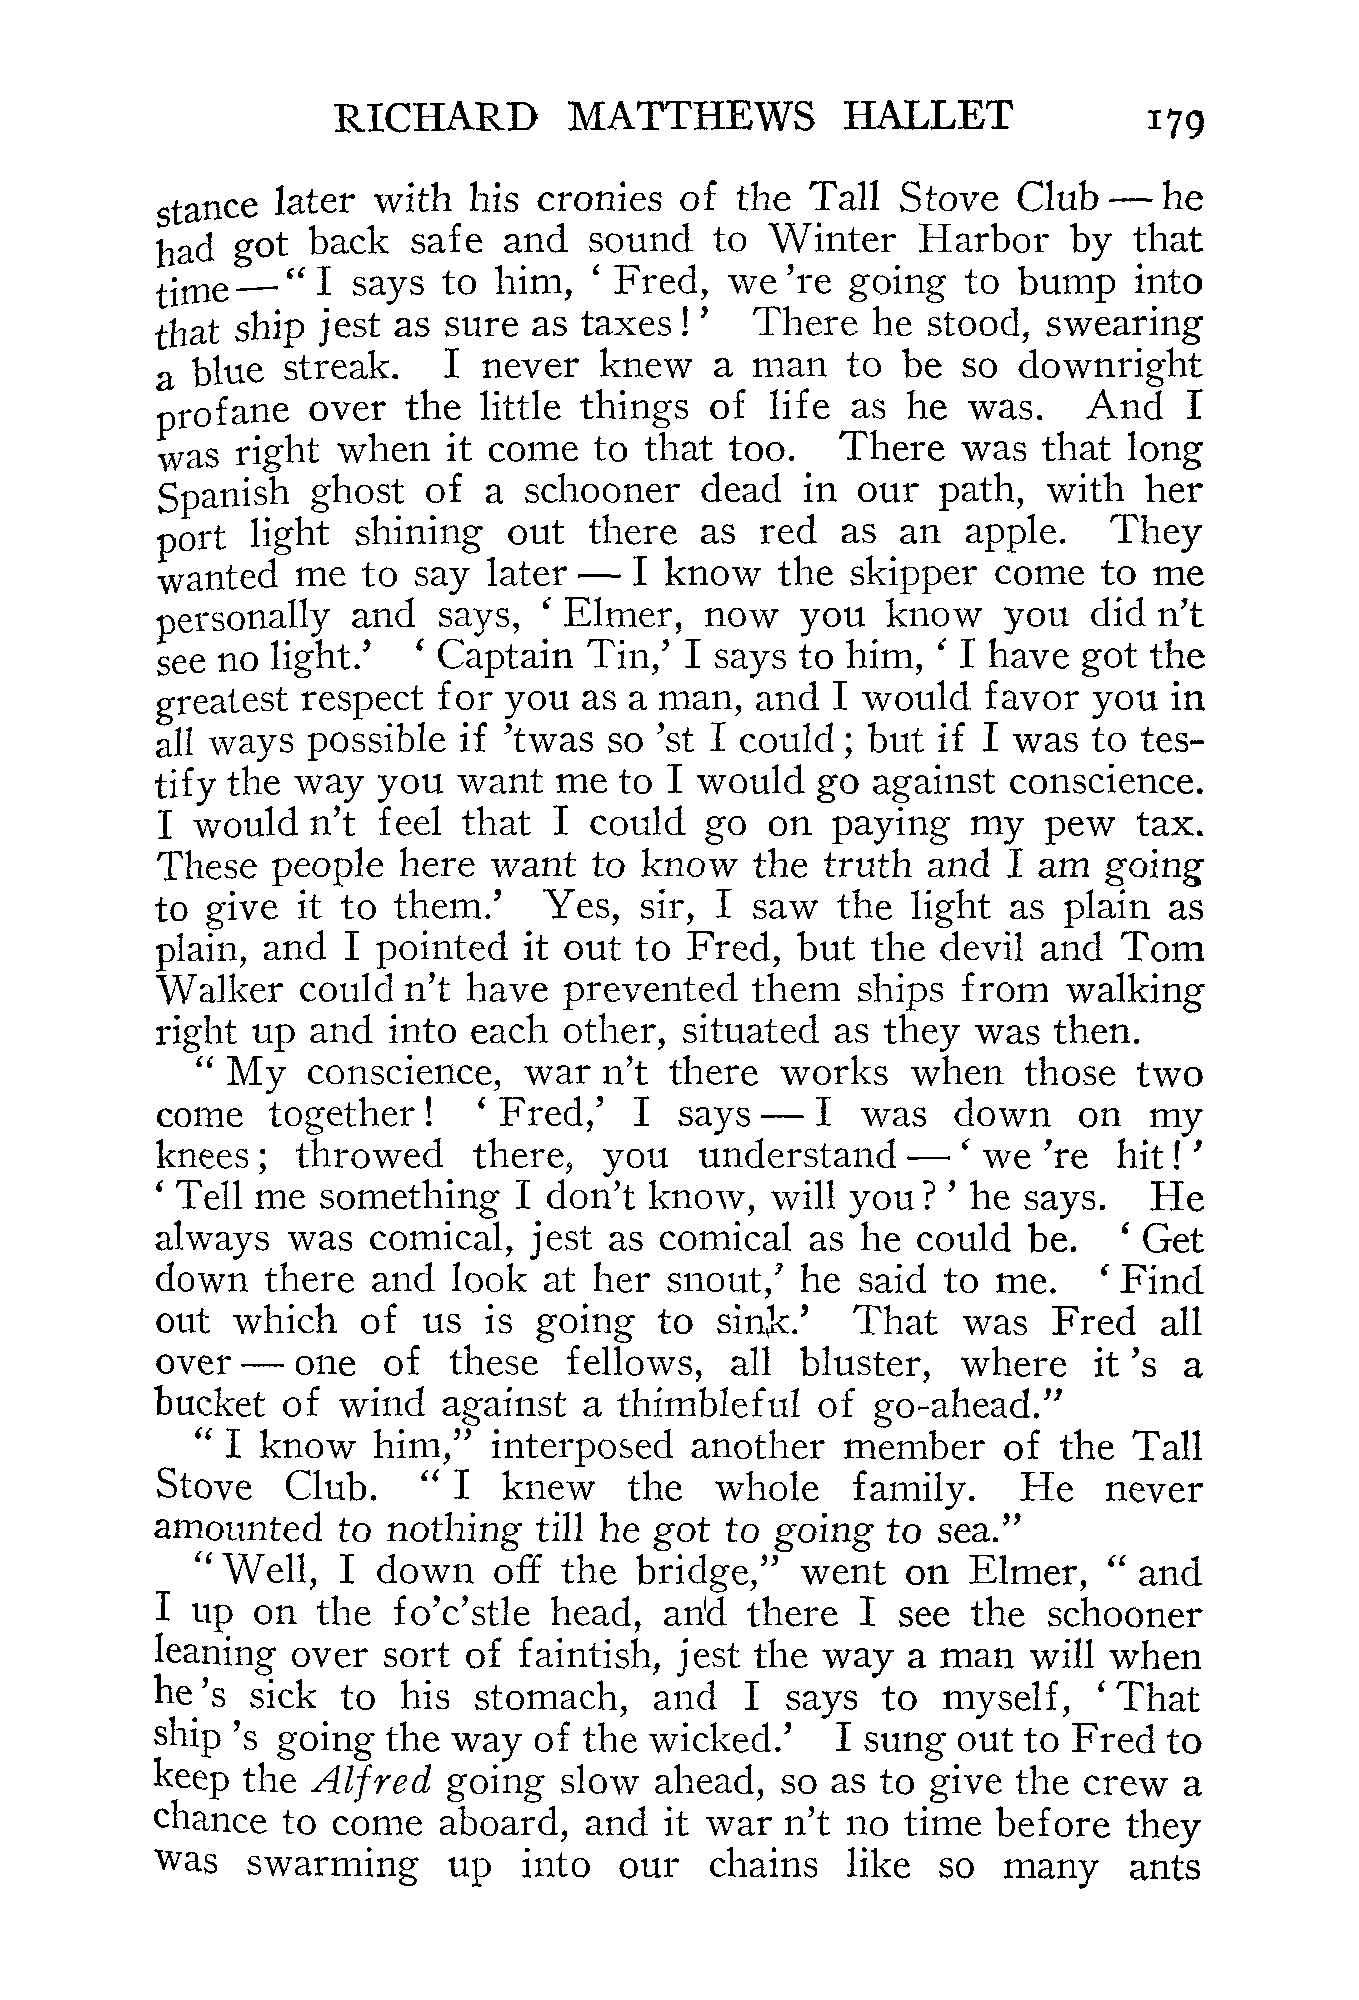 RICHARD MATTHEWS HALLET 179
stance later with his cronies of the Tall Stove Club — he
had got back safe and sound to Winter Harbor by that
time — “ I says to him, ‘ Fred, we 're going to bump into
that ship jest as sure as taxes ! ’ There he stood, swearing
a blue streak. I never knew a man to be so downright
profane over the little things of life as he was. And I
was right when it come to that too. There was that long
Spanish ghost of a schooner dead in our path, with her
port light shining out there as red as an apple. They
wanted me to say later — I know the skipper come to me
personally and says, ‘ Elmer, now you know you did n't
see no light.’ ‘ Captain Tin,’ I says to him, ‘ I have got the
greatest respect for you as a man, and I would favor you in
all ways possible if 'twas so 'st I could ; but if I was to tes-
tify the way you want me to I would go against conscience.
I would n't feel that I could go on paying my pew tax.
These people here want to know the truth and I am going
to give it to them.’ Yes, sir, I saw the light as plain as
plain, and I pointed it out to Fred, but the devil and Tom
Walker could n't have prevented them ships from walking
right up and into each other, situated as they was then.
“ My conscience, war n't there works when those two
come together ! ‘ Fred,’ I says — I was down on my
knees ; throwed there, you understand — ‘ we 're hit ! ’
‘ Tell me something I don't know, will you ? ’ he says. He
always was comical, jest as comical as he could be. ‘ Get
down there and look at her snout,’ he said to me. ‘ Find
out which of us is going to sink.’ That was Fred all
over — one of these fellows, all bluster, where it 's a
bucket of wind against a thimbleful of go-ahead.”
“ I know him,” interposed another member of the Tall
Stove Club. “ I knew the whole family. He never
amounted to nothing till he got to going to sea.”
“ Well, I down off the bridge,” went on Elmer, “ and
I up on the fo'c'stle head, and there I see the schooner
leaning over sort of faintish, jest the way a man will when
he 's sick to his stomach, and I says to myself, ‘ That
ship 's going the way of the wicked.’ I sung out to Fred to
keep the Alfred going slow ahead, so as to give the crew a
chance to come aboard, and it war n't no time before they
was swarming up into our chains like so many ants